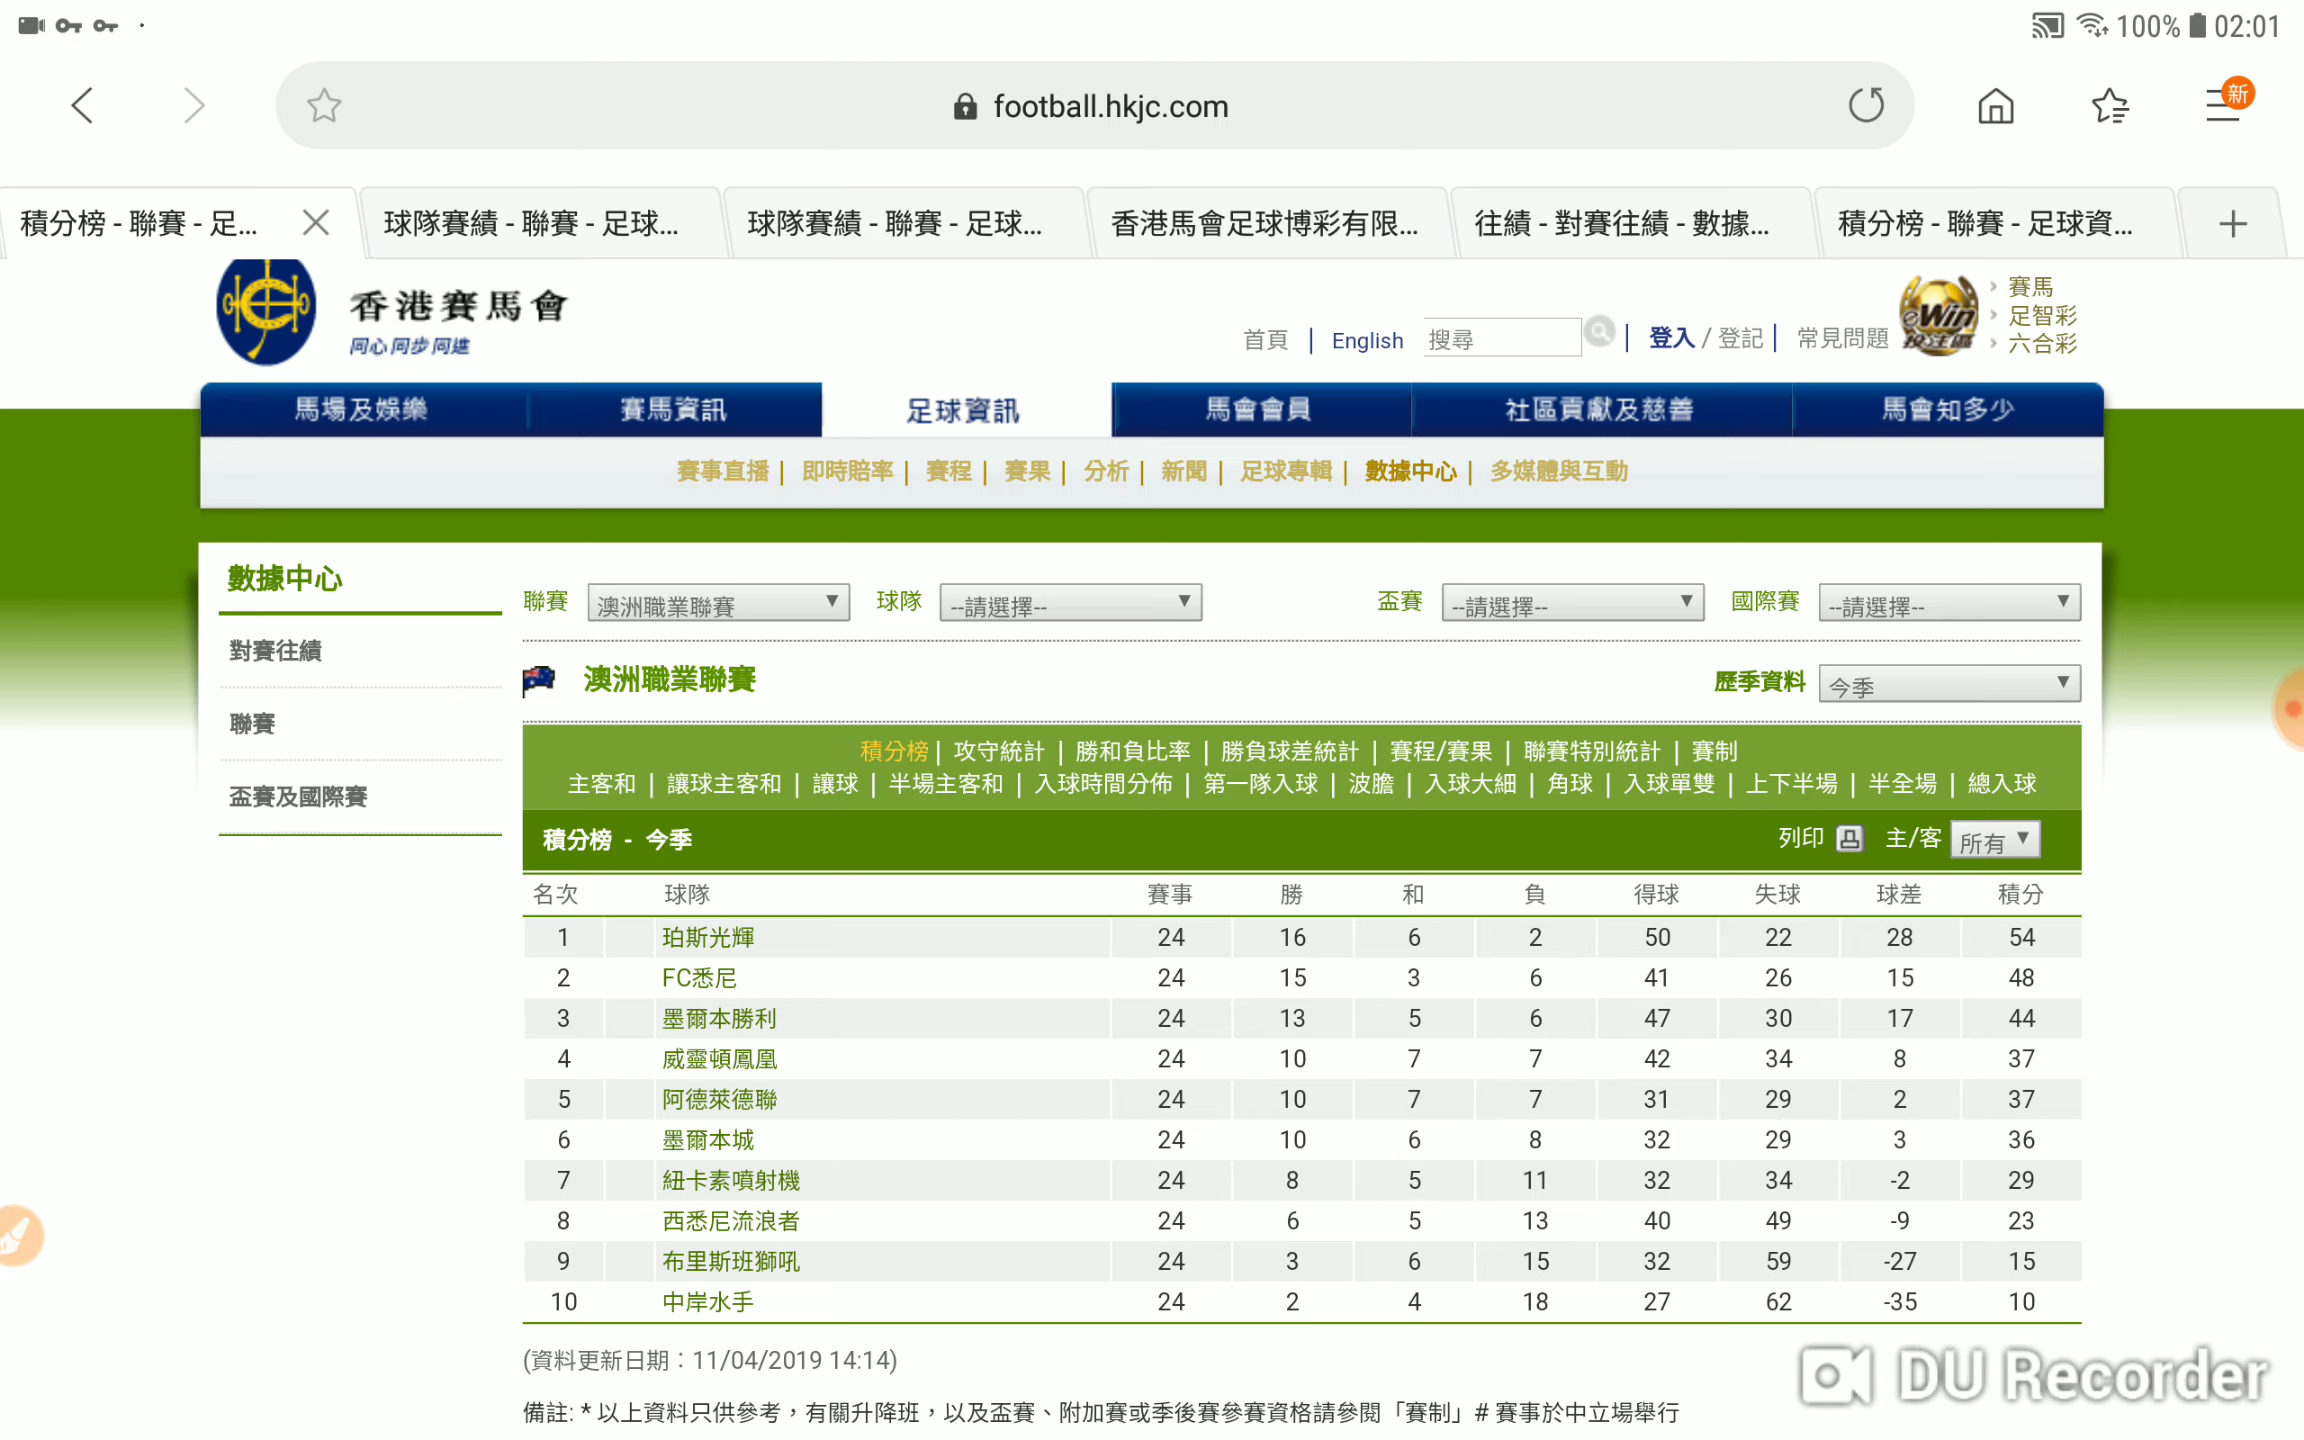 100% 02:01
football.hkjc.com
新
積分榜 - 聯賽 - 足... 球隊賽績 - 聯賽 - 足球... 球隊賽績 - 聯賽 - 足球... 香港馬會足球博彩有限... 往績 - 對賽往績 - 數據... 積分榜 - 聯賽 - 足球資...
香港賽馬會
同心同步同進
首頁 | English 搜尋 | 登入 / 登記 | 常見問題
eWin 投注區
賽馬
足智彩
六合彩
馬場及娛樂 賽馬資訊 足球資訊 馬會會員 社區貢獻及慈善 馬會知多少
賽事直播 | 即時賠率 | 賽程 | 賽果 | 分析 | 新聞 | 足球專輯 | 數據中心 | 多媒體與互動
數據中心
對賽往績
聯賽
盃賽及國際賽
聯賽 澳洲職業聯賽 球隊 --請選擇-- 盃賽 --請選擇-- 國際賽 --請選擇--
澳洲職業聯賽 歷季資料 今季
積分榜 | 攻守統計 | 勝和負比率 | 勝負球差統計 | 賽程/賽果 | 聯賽特別統計 | 賽制
主客和 | 讓球主客和 | 讓球 | 半場主客和 | 入球時間分佈 | 第一隊入球 | 波膽 | 入球大細 | 角球 | 入球單雙 | 上下半場 | 半全場 | 總入球
積分榜 - 今季 列印 主/客 所有
名次 球隊 賽事 勝 和 負 得球 失球 球差 積分
1 珀斯光輝 24 16 6 2 50 22 28 54
2 FC悉尼 24 15 3 6 41 26 15 48
3 墨爾本勝利 24 13 5 6 47 30 17 44
4 威靈頓鳳凰 24 10 7 7 42 34 8 37
5 阿德萊德聯 24 10 7 7 31 29 2 37
6 墨爾本城 24 10 6 8 32 29 3 36
7 紐卡素噴射機 24 8 5 11 32 34 -2 29
8 西悉尼流浪者 24 6 5 13 40 49 -9 23
9 布里斯班獅吼 24 3 6 15 32 59 -27 15
10 中岸水手 24 2 4 18 27 62 -35 10
(資料更新日期：11/04/2019 14:14)
備註: * 以上資料只供參考，有關升降班，以及盃賽、附加賽或季後賽參賽資格請參閱「賽制」# 賽事於中立場舉行
DU Recorder